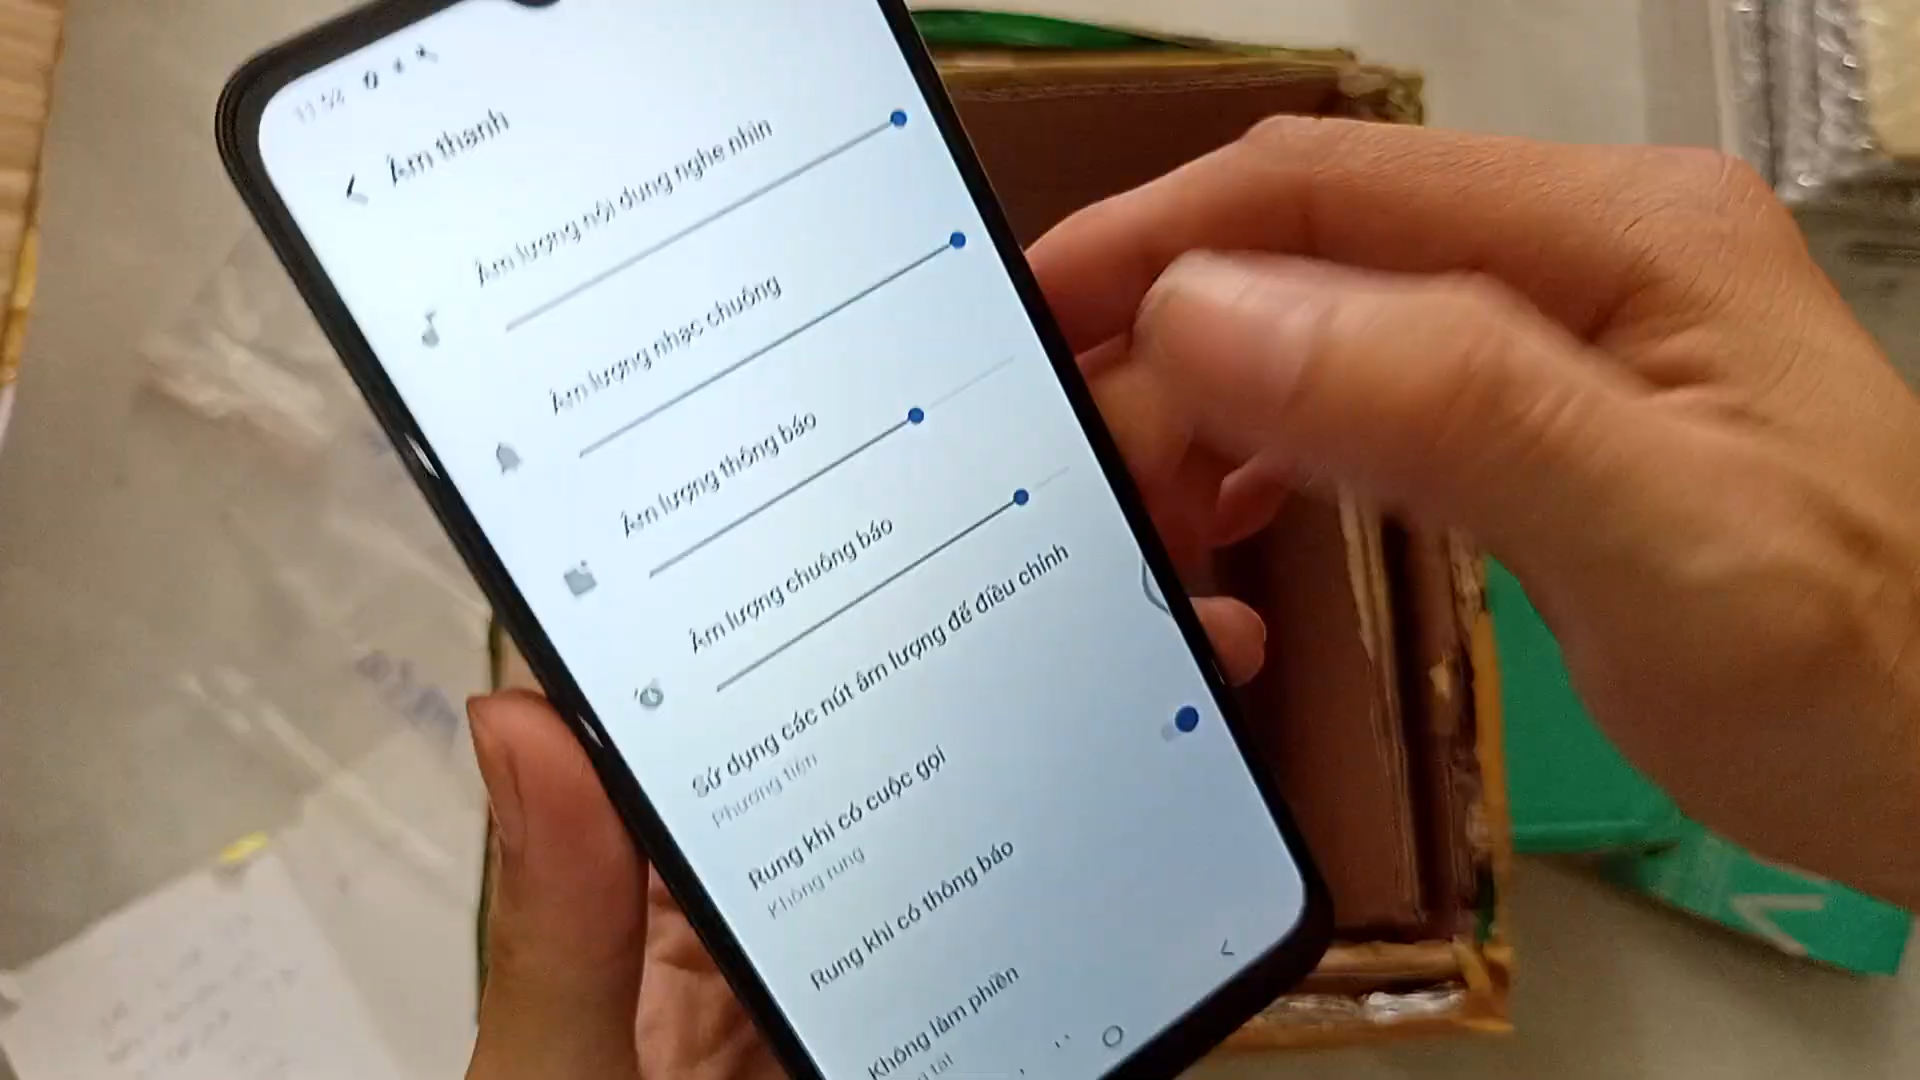 Âm thanh
Âm lượng nội dung nghe nhìn
Âm lượng nhạc chuông
Âm lượng thông báo
Âm lượng chuông báo
Sử dụng các nút âm lượng để điều chỉnh
Phương tiện
Rung khi có cuộc gọi
Không rung
Rung khi có thông báo
Không làm phiền
tắt